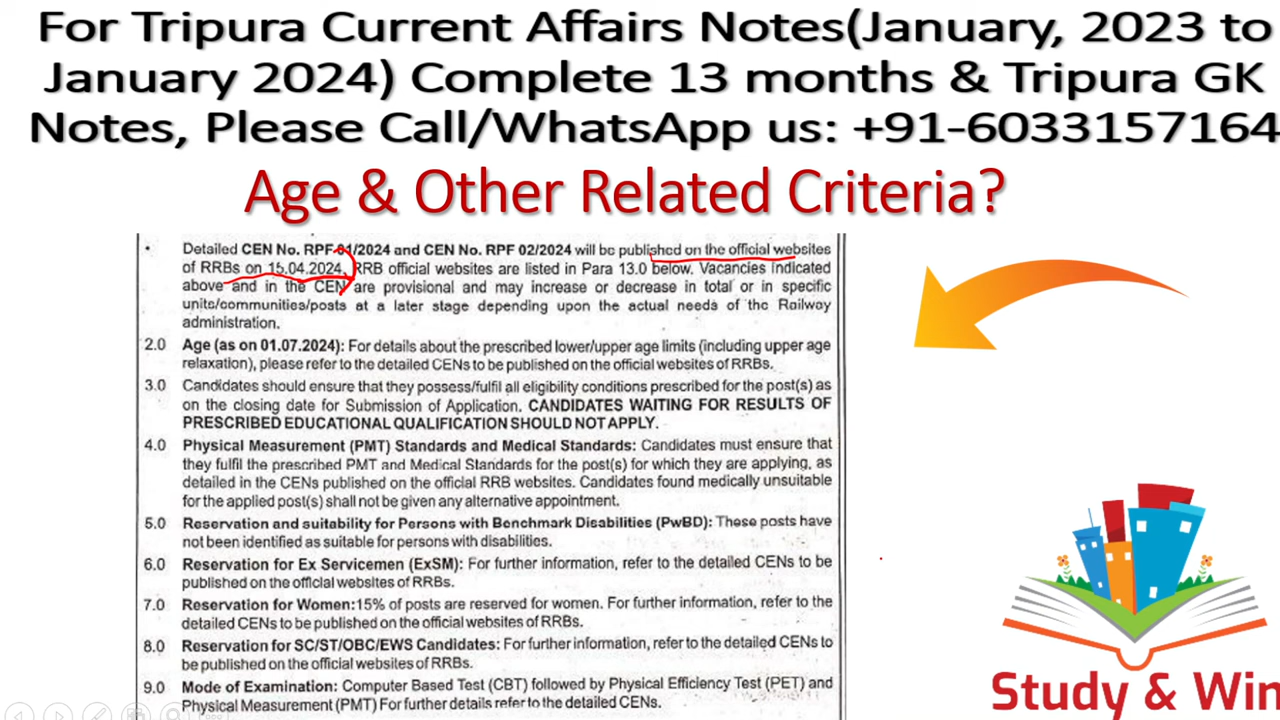 For Tripura Current Affairs Notes(January, 2023 to
January 2024) Complete 13 months & Tripura GK
Notes, Please Call/WhatsApp us: +91-6033157164
Age & Other Related Criteria?
• Detailed CEN No. RPF 01/2024 and CEN No. RPF 02/2024 will be published on the official websites
of RRBs on 15.04.2024. RRB official websites are listed in Para 13.0 below. Vacancies indicated
above and in the CEN are provisional and may increase or decrease in total or in specific
units/communities/posts at a later stage depending upon the actual needs of the Railway
administration.
2.0 Age (as on 01.07.2024): For details about the prescribed lower/upper age limits (including upper age
relaxation), please refer to the detailed CENs to be published on the official websites of RRBs.
3.0 Candidates should ensure that they possess/fulfil all eligibility conditions prescribed for the post(s) as
on the closing date for Submission of Application. CANDIDATES WAITING FOR RESULTS OF
PRESCRIBED EDUCATIONAL QUALIFICATION SHOULD NOT APPLY.
4.0 Physical Measurement (PMT) Standards and Medical Standards: Candidates must ensure that
they fulfil the prescribed PMT and Medical Standards for the post(s) for which they are applying, as
detailed in the CENs published on the official RRB websites. Candidates found medically unsuitable
for the applied post(s) shall not be given any alternative appointment.
5.0 Reservation and suitability for Persons with Benchmark Disabilities (PwBD): These posts have
not been identified as suitable for persons with disabilities.
6.0 Reservation for Ex Servicemen (ExSM): For further information, refer to the detailed CENs to be
published on the official websites of RRBs.
7.0 Reservation for Women:15% of posts are reserved for women. For further information, refer to the
detailed CENs to be published on the official websites of RRBs.
8.0 Reservation for SC/ST/OBC/EWS Candidates: For further information, refer to the detailed CENs to
be published on the official websites of RRBs.
9.0 Mode of Examination: Computer Based Test (CBT) followed by Physical Efficiency Test (PET) and
Physical Measurement (PMT) For further details refer to the detailed CENs.
Study & Win